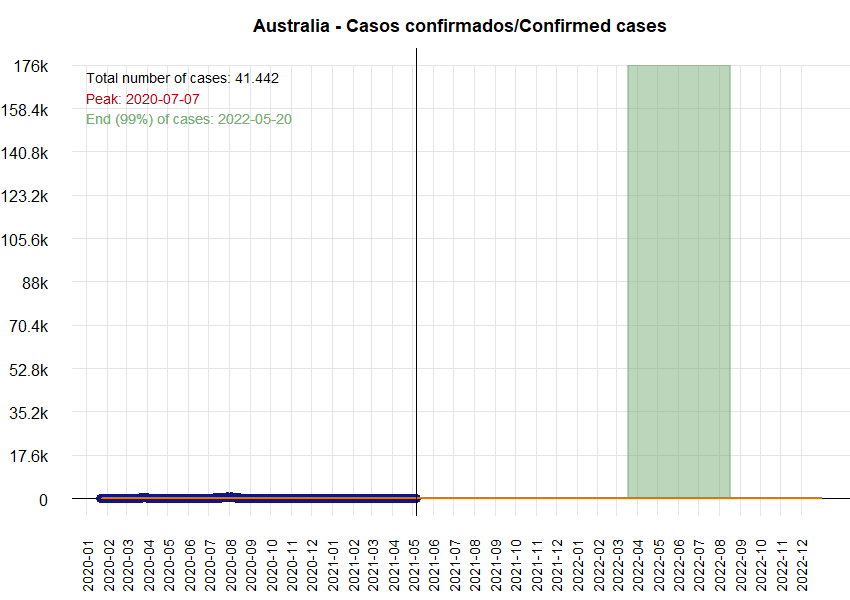 Australia - Casos confirmados/Confirmed cases
Total number of cases: 41.442
Peak: 2020-07-07
End (99%) of cases: 2022-05-20
176k
158.4k
140.8k
123.2k
105.6k
88k
70.4k
52.8k
35.2k
17.6k
0
2020-01
2020-02
2020-03
2020-04
2020-05
2020-06
2020-07
2020-08
2020-09
2020-10
2020-11
2020-12
2021-01
2021-02
2021-03
2021-04
2021-05
2021-06
2021-07
2021-08
2021-09
2021-10
2021-11
2021-12
2022-01
2022-02
2022-03
2022-04
2022-05
2022-06
2022-07
2022-08
2022-09
2022-10
2022-11
2022-12